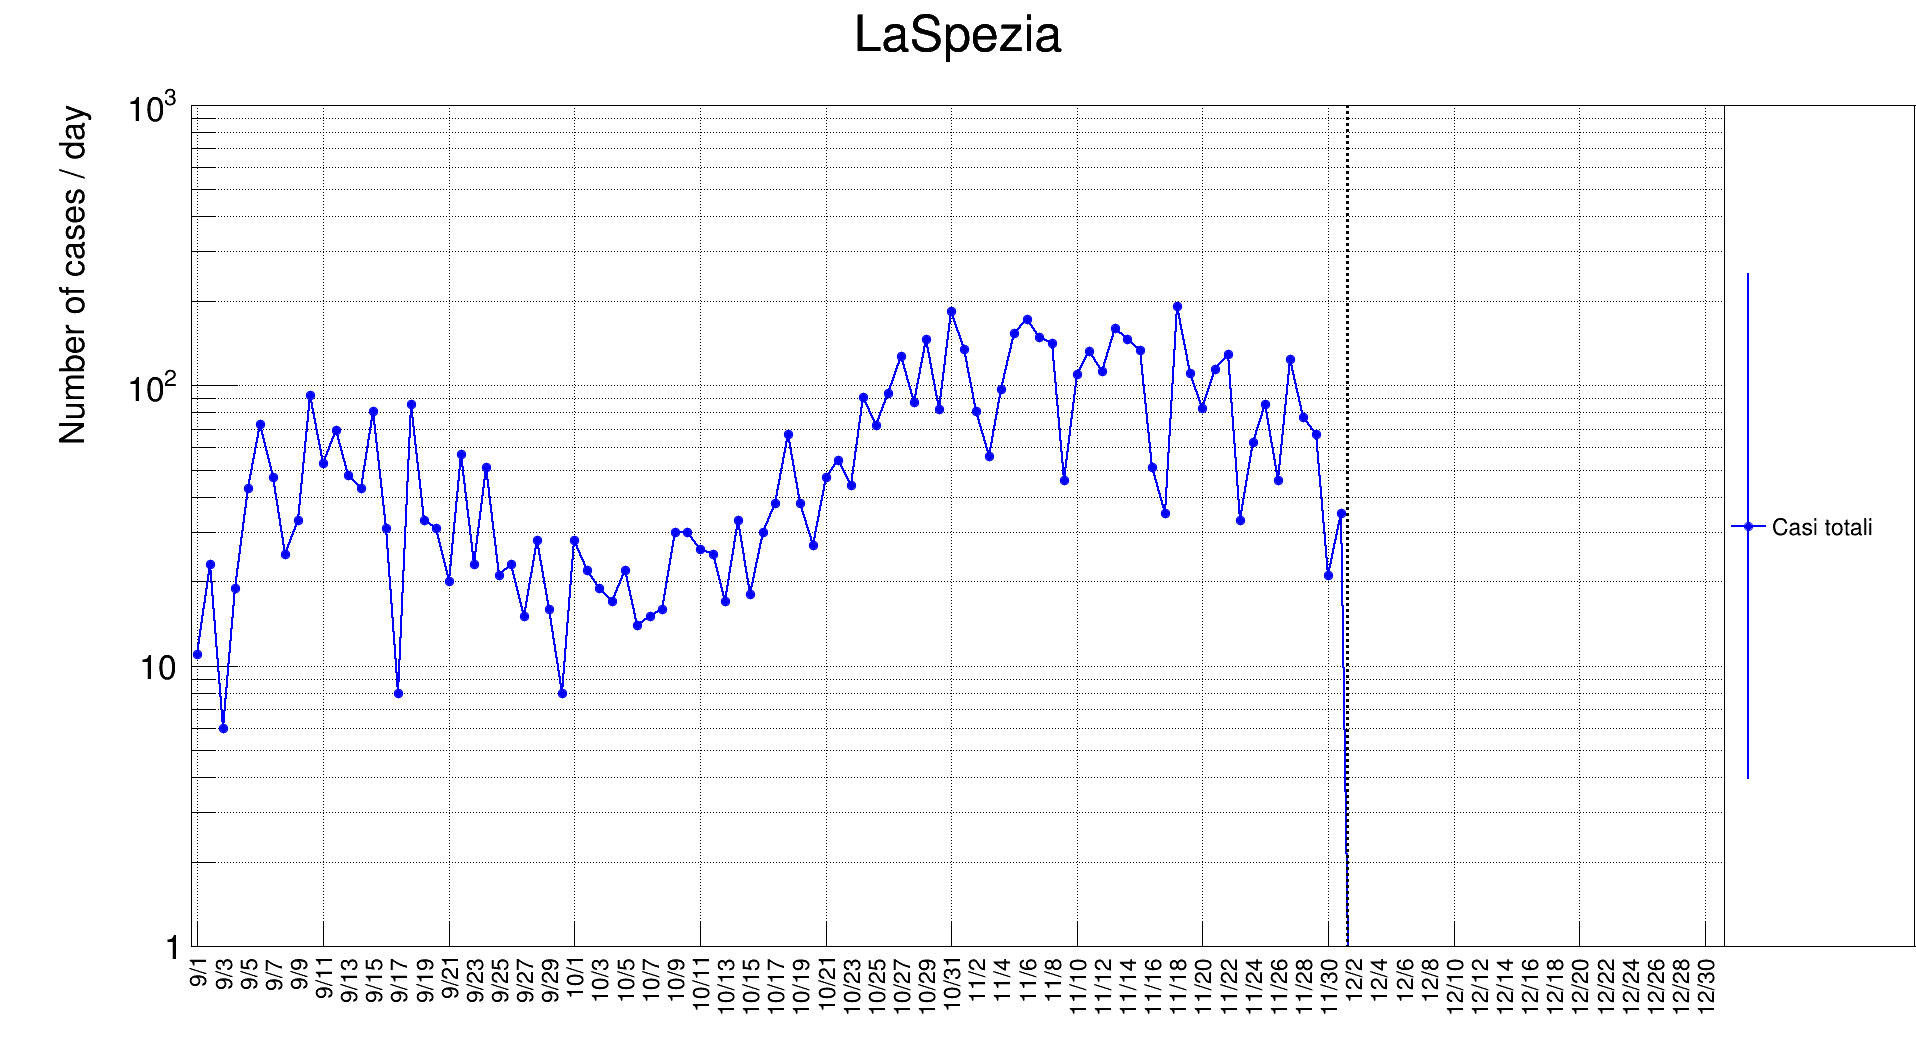 LaSpezia
Number of cases / day
10³
10²
10
1
9/1 9/3 9/5 9/7 9/9 9/11 9/13 9/15 9/17 9/19 9/21 9/23 9/25 9/27 9/29 10/1 10/3 10/5 10/7 10/9 10/11 10/13 10/15 10/17 10/19 10/21 10/23 10/25 10/27 10/29 10/31 11/2 11/4 11/6 11/8 11/10 11/12 11/14 11/16 11/18 11/20 11/22 11/24 11/26 11/28 11/30 12/2 12/4 12/6 12/8 12/10 12/12 12/14 12/16 12/18 12/20 12/22 12/24 12/26 12/28 12/30
Casi totali